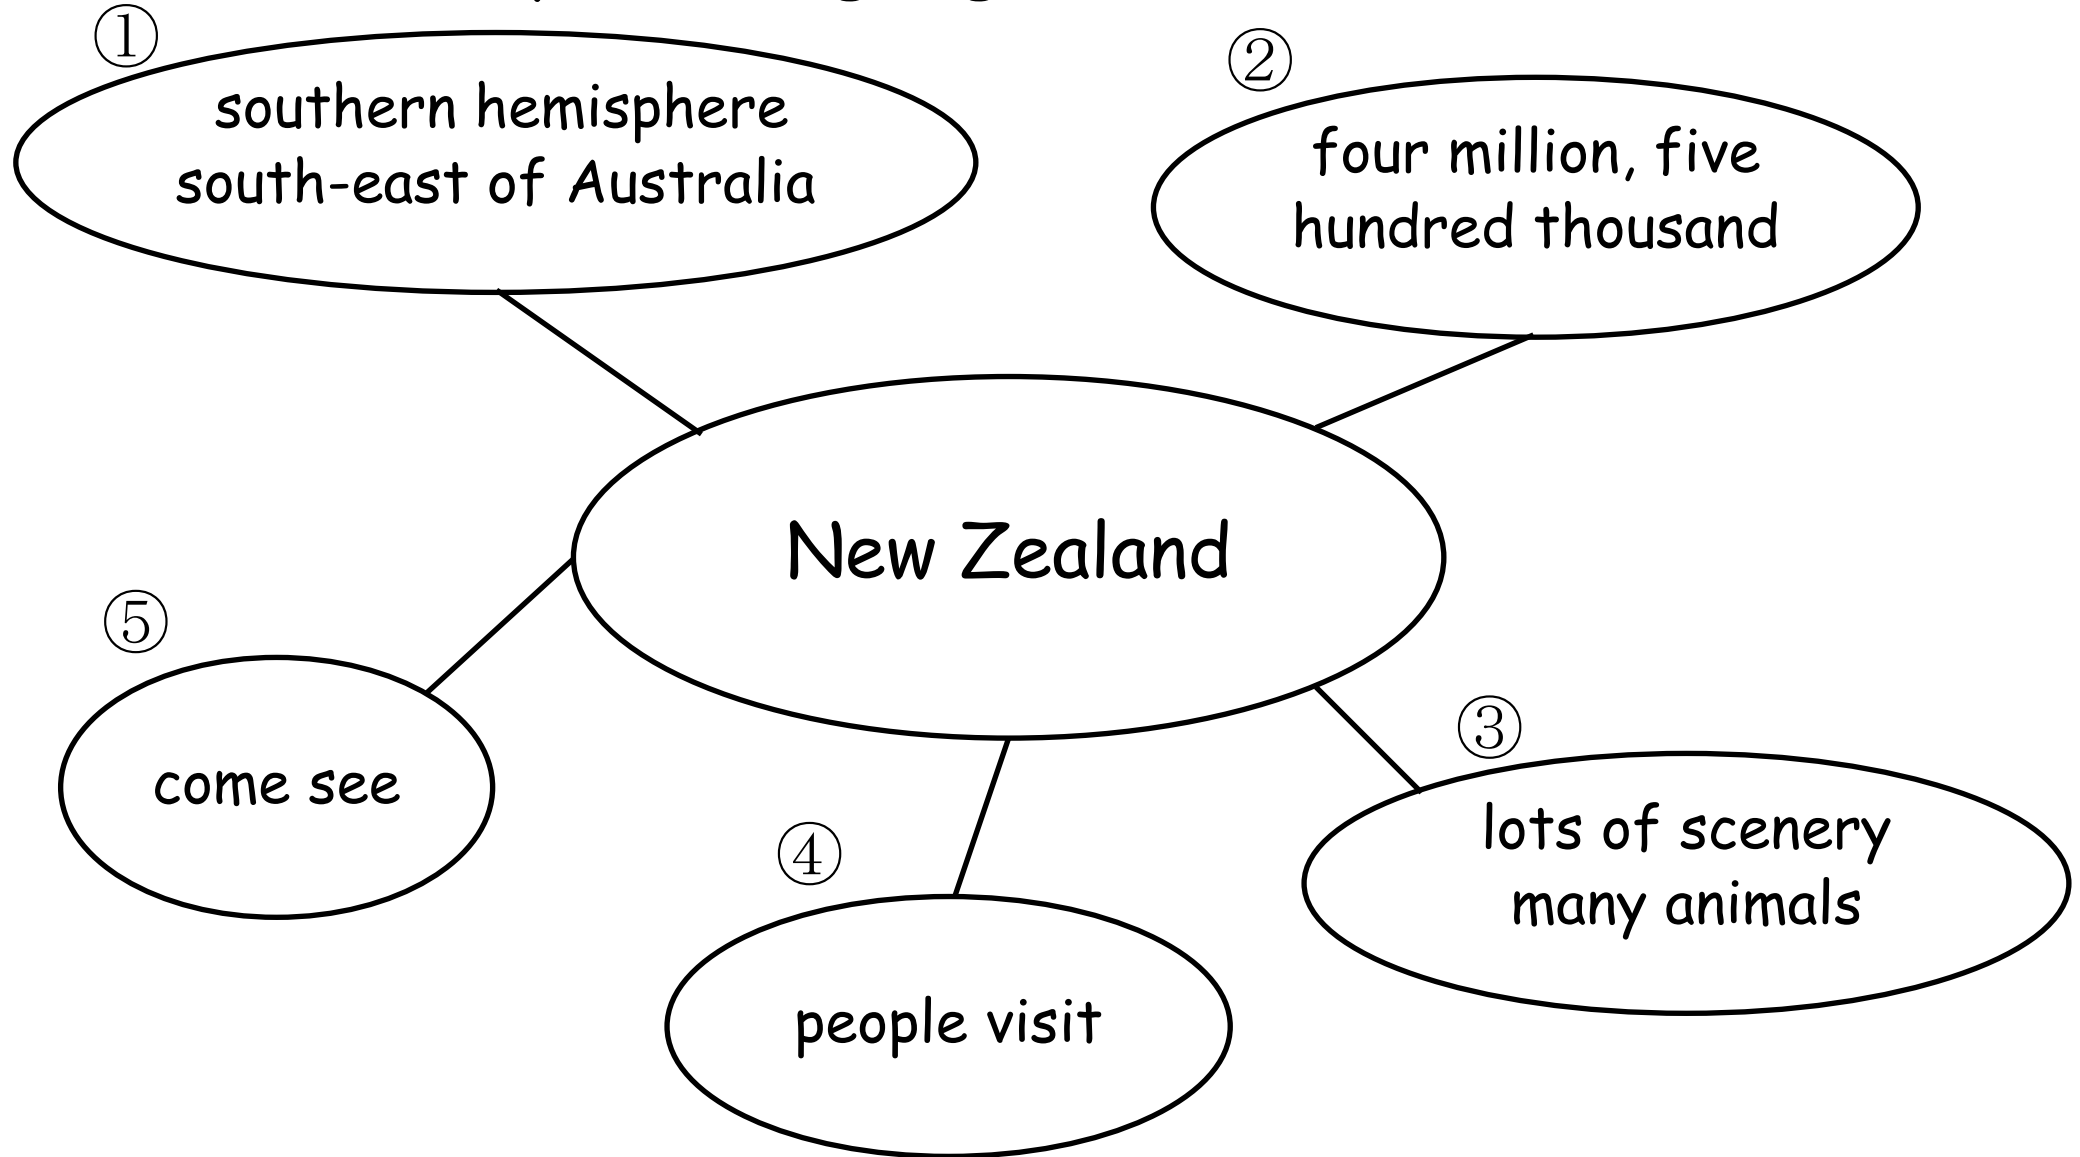 ①
southern hemisphere
south-east of Australia
②
four million, five
hundred thousand
New Zealand
⑤
come see
③
lots of scenery
many animals
④
people visit